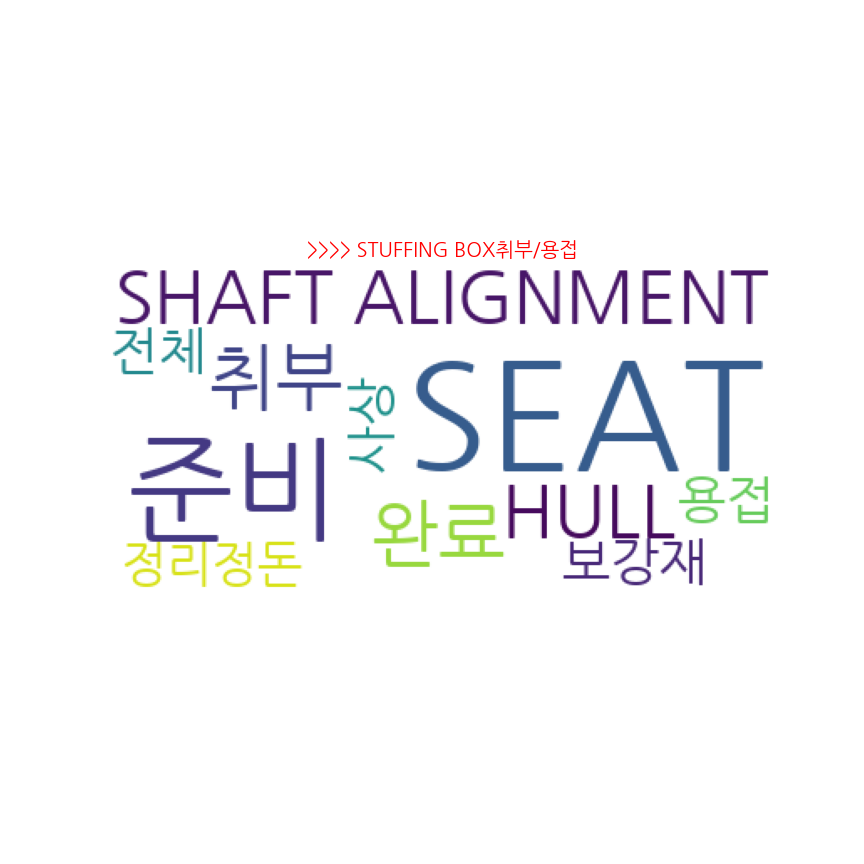 >>>> STUFFING BOX취부/용접
SHAFT ALIGNMENT
전체
취부
사상
SEAT
준비
완료
HULL
용접
정리정돈
보강재